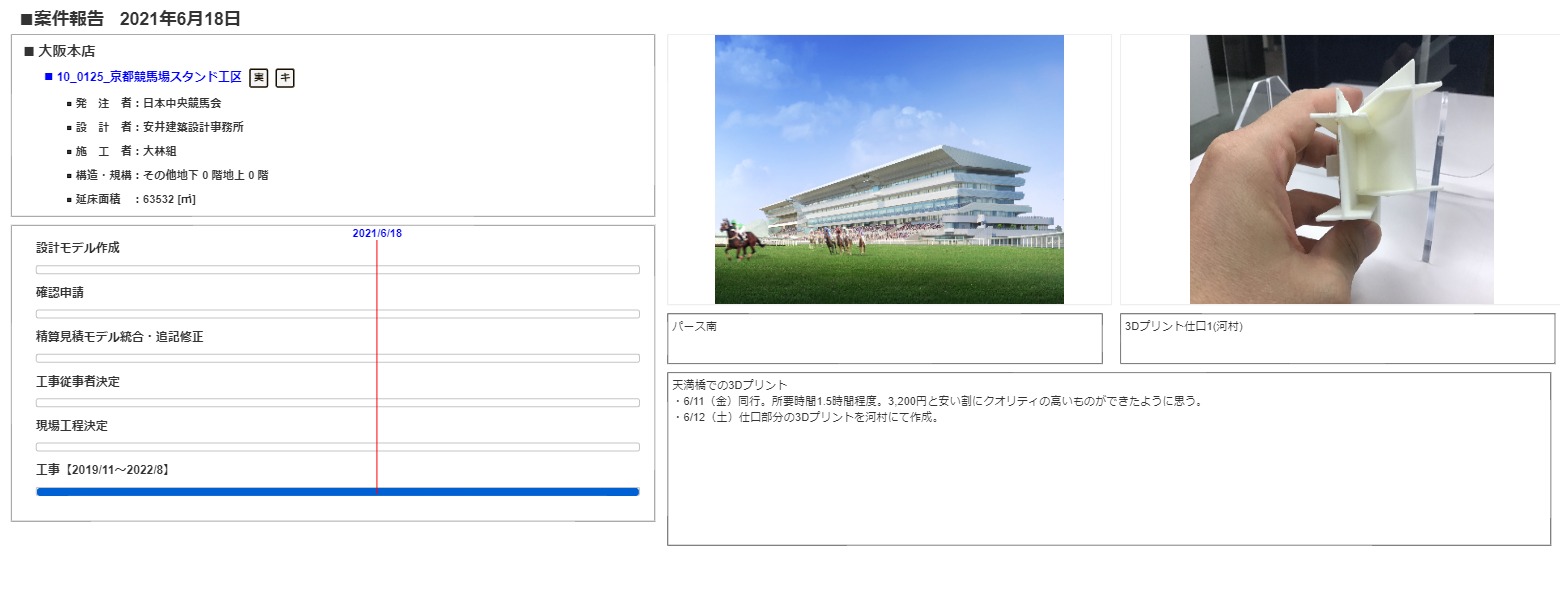 ■案件報告 2021年6月18日
■ 大阪本店
■ 10_0125_京都競馬場スタンド工区 実 キ
■ 発 注 者：日本中央競馬会
■ 設 計 者：安井建築設計事務所
■ 施 工 者：大林組
■ 構造・規構：その他地下 0 階地上 0 階
■ 延床面積 ：63532 [㎡]
2021/6/18
設計モデル作成
確認申請
精算見積モデル統合・追記修正
工事従事者決定
現場工程決定
工事【2019/11～2022/8】
パース南
3Dプリント仕口1(河村)
天満橋での3Dプリント
・6/11（金）同行。所要時間1.5時間程度。3,200円と安い割にクオリティの高いものができたように思う。
・6/12（土）仕口部分の3Dプリントを河村にて作成。